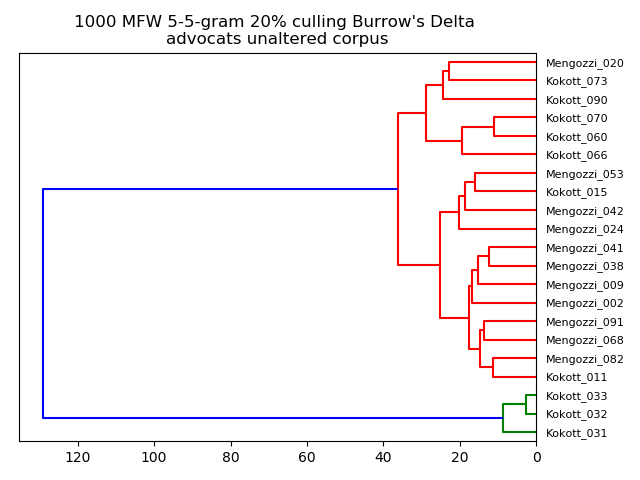 1000 MFW 5-5-gram 20% culling Burrow's Delta
advocats unaltered corpus
Mengozzi_020
Kokott_073
Kokott_090
Kokott_070
Kokott_060
Kokott_066
Mengozzi_053
Kokott_015
Mengozzi_042
Mengozzi_024
Mengozzi_041
Mengozzi_038
Mengozzi_009
Mengozzi_002
Mengozzi_091
Mengozzi_068
Mengozzi_082
Kokott_011
Kokott_033
Kokott_032
Kokott_031
120 100 80 60 40 20 0